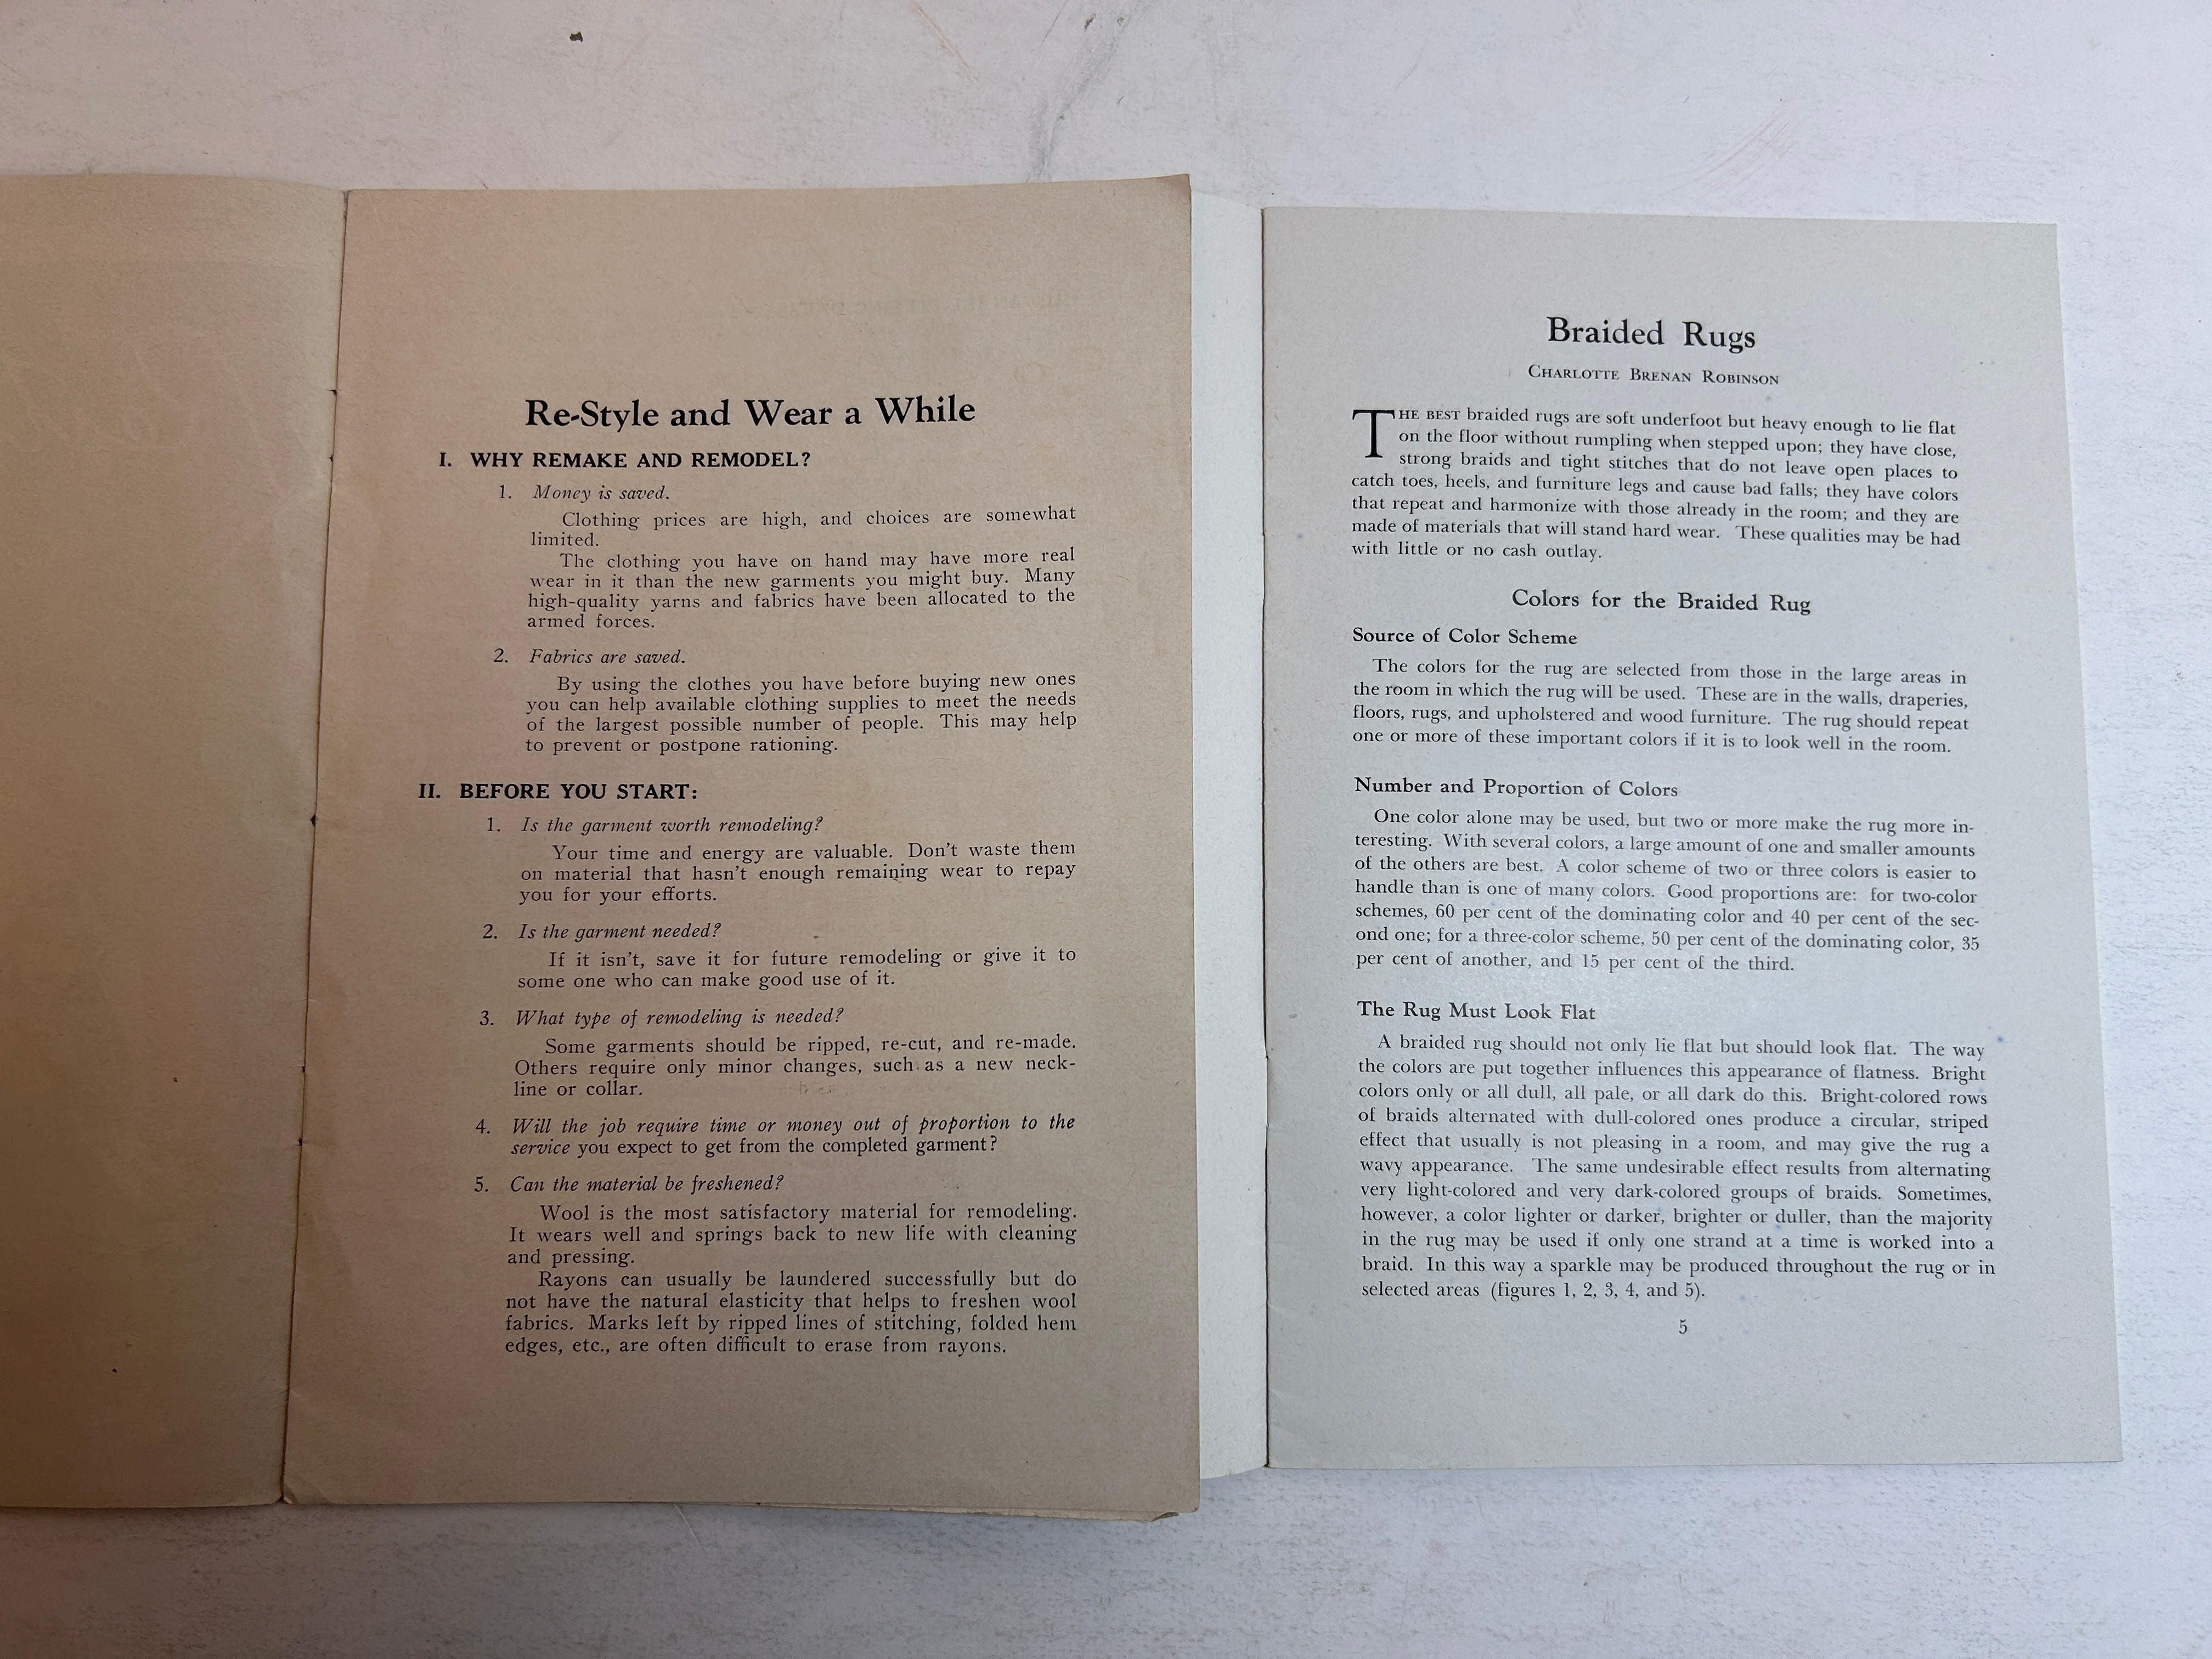 Re-Style and Wear a While
I. WHY REMAKE AND REMODEL?
1. Money is saved.
Clothing prices are high, and choices are somewhat
limited.
The clothing you have on hand may have more real
wear in it than the new garments you might buy. Many
high-quality yarns and fabrics have been allocated to the
armed forces.
2. Fabrics are saved.
By using the clothes you have before buying new ones
you can help available clothing supplies to meet the needs
of the largest possible number of people. This may help
to prevent or postpone rationing.
II. BEFORE YOU START:
1. Is the garment worth remodeling?
Your time and energy are valuable. Don't waste them
on material that hasn't enough remaining wear to repay
you for your efforts.
2. Is the garment needed?
If it isn't, save it for future remodeling or give it to
some one who can make good use of it.
3. What type of remodeling is needed?
Some garments should be ripped, re-cut, and re-made.
Others require only minor changes, such as a new neck-
line or collar.
4. Will the job require time or money out of proportion to the
service you expect to get from the completed garment?
5. Can the material be freshened?
Wool is the most satisfactory material for remodeling.
It wears well and springs back to new life with cleaning
and pressing.
Rayons can usually be laundered successfully but do
not have the natural elasticity that helps to freshen wool
fabrics. Marks left by ripped lines of stitching, folded hem
edges, etc., are often difficult to erase from rayons.
Braided Rugs
CHARLOTTE BRENAN ROBINSON
THE BEST braided rugs are soft underfoot but heavy enough to lie flat
on the floor without rumpling when stepped upon; they have close,
strong braids and tight stitches that do not leave open places to
catch toes, heels, and furniture legs and cause bad falls; they have colors
that repeat and harmonize with those already in the room; and they are
made of materials that will stand hard wear. These qualities may be had
with little or no cash outlay.
Colors for the Braided Rug
Source of Color Scheme
The colors for the rug are selected from those in the large areas in
the room in which the rug will be used. These are in the walls, draperies,
floors, rugs, and upholstered and wood furniture. The rug should repeat
one or more of these important colors if it is to look well in the room.
Number and Proportion of Colors
One color alone may be used, but two or more make the rug more in-
teresting. With several colors, a large amount of one and smaller amounts
of the others are best. A color scheme of two or three colors is easier to
handle than is one of many colors. Good proportions are: for two-color
schemes, 60 per cent of the dominating color and 40 per cent of the sec-
ond one; for a three-color scheme, 50 per cent of the dominating color, 35
per cent of another, and 15 per cent of the third.
The Rug Must Look Flat
A braided rug should not only lie flat but should look flat. The way
the colors are put together influences this appearance of flatness. Bright
colors only or all dull, all pale, or all dark do this. Bright-colored rows
of braids alternated with dull-colored ones produce a circular, striped
effect that usually is not pleasing in a room, and may give the rug a
wavy appearance. The same undesirable effect results from alternating
very light-colored and very dark-colored groups of braids. Sometimes,
however, a color lighter or darker, brighter or duller, than the majority
in the rug may be used if only one strand at a time is worked into a
braid. In this way a sparkle may be produced throughout the rug or in
selected areas (figures 1, 2, 3, 4, and 5).
5